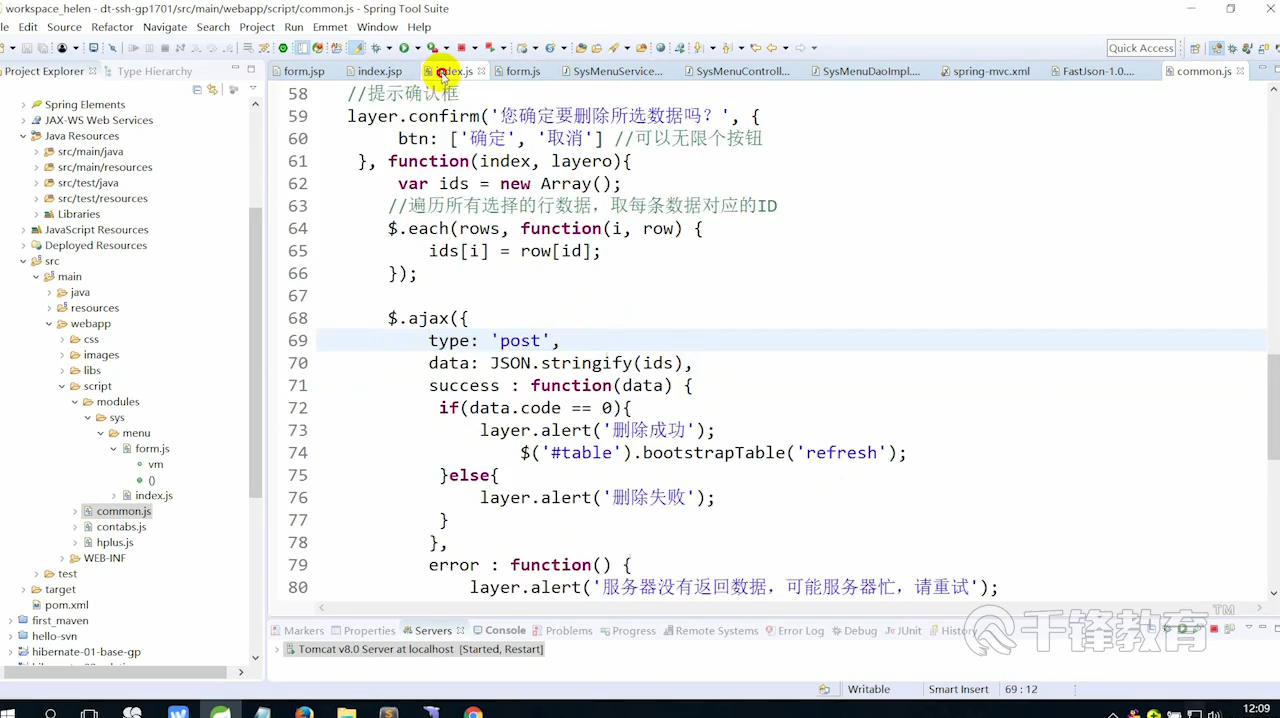 workspace_helen - dt-ssh-gp1701/src/main/webapp/script/common.js - Spring Tool Suite
le Edit Source Refactor Navigate Search Project Run Emmet Window Help
Quick Access
Project Explorer Type Hierarchy
form.jsp index.jsp index.js form.js SysMenuService... SysMenuControll... SysMenuDaoImpl.... spring-mvc.xml FastJson-1.0.... common.js
Spring Elements
JAX-WS Web Services
Java Resources
src/main/java
src/main/resources
src/test/java
src/test/resources
Libraries
JavaScript Resources
Deployed Resources
src
main
java
resources
webapp
css
images
libs
script
modules
sys
menu
form.js
vm
()
index.js
common.js
contabs.js
hplus.js
WEB-INF
test
target
pom.xml
first_maven
hello-svn
hibernate-01-base-gp
58 //提示确认框
59 layer.confirm('您确定要删除所选数据吗？', {
60 btn: ['确定', '取消'] //可以无限个按钮
61 }, function(index, layero){
62 var ids = new Array();
63 //遍历所有选择的行数据，取每条数据对应的ID
64 $.each(rows, function(i, row) {
65 ids[i] = row[id];
66 });
67
68 $.ajax({
69 type: 'post',
70 data: JSON.stringify(ids),
71 success : function(data) {
72 if(data.code == 0){
73 layer.alert('删除成功');
74 $('#table').bootstrapTable('refresh');
75 }else{
76 layer.alert('删除失败');
77 }
78 },
79 error : function() {
80 layer.alert('服务器没有返回数据，可能服务器忙，请重试');
Markers Properties Servers Console Problems Progress Remote Systems Error Log Debug JUnit History
Tomcat v8.0 Server at localhost [Started, Restart]
千锋教育 TM
Writable Smart Insert 69 : 12
12:09